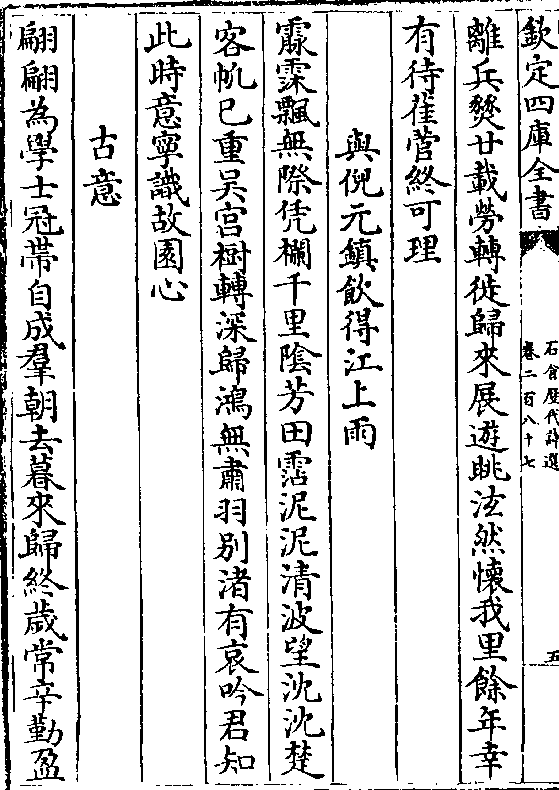 欽定四庫全書
石倉歴代詩選
卷二百八十七
五
離兵燹廿載勞轉徙歸來展遊眺泫然懷我里餘年幸
有待萑菅終可理
與倪元鎮飲得江上雨
霡霂飄無際凭欄千里陰芳田霑泥泥清波望沈沈楚
客帆已重吳宮樹轉深歸鴻無肅羽别渚有哀吟君知
此時意寧識故園心
古意
翩翩為學士冠帶自成羣朝去暮來歸終歲常辛勤盈